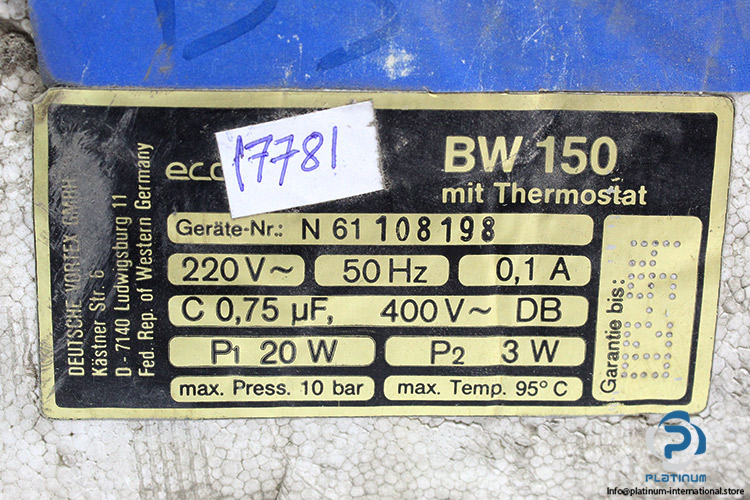 17781
ecc
BW 150
mit Thermostat
Geräte-Nr.: N 61 108198
220 V~ 50 Hz 0,1 A
C 0,75 µF, 400 V~ DB
P1 20 W P2 3 W
max. Press. 10 bar max. Temp. 95° C
Garantie bis:
DEUTSCHE VORTEX GMBH
Kästner Str. 6
D - 7140 Ludwigsburg 11
Fed. Rep. of Western Germany
PLATINUM
Info@platinum-international.store